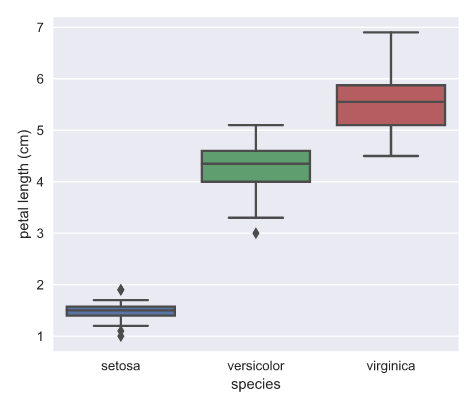 7
6
5
4
3
2
1
petal length (cm)
setosa versicolor virginica
species